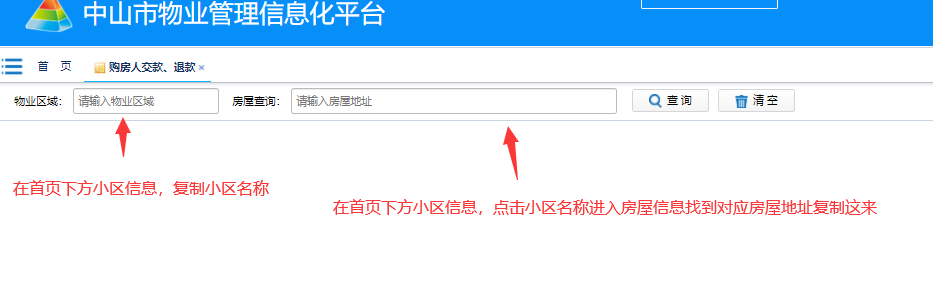 中山市物业管理信息化平台
首 页 购房人交款、退款 ×
物业区域： 请输入物业区域 房屋查询： 请输入房屋地址 查 询 清 空
在首页下方小区信息，复制小区名称
在首页下方小区信息，点击小区名称进入房屋信息找到对应房屋地址复制这来